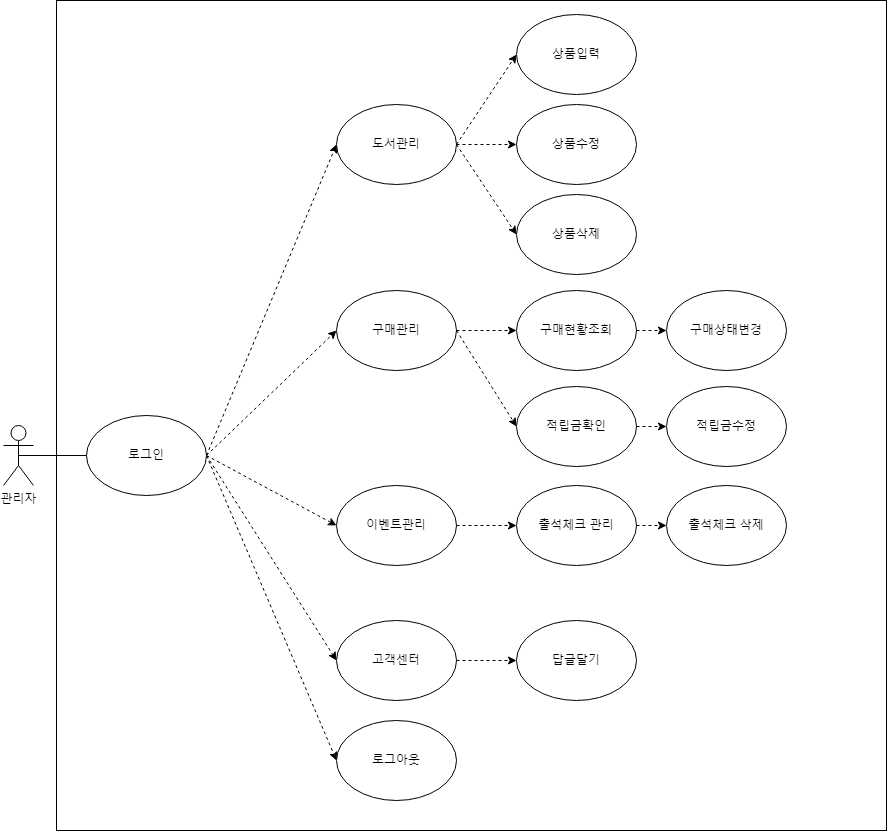 상품입력
도서관리
상품수정
상품삭제
구매관리
구매현황조회
구매상태변경
적립금확인
적립금수정
로그인
관리자
이벤트관리
출석체크 관리
출석체크 삭제
고객센터
답글달기
로그아웃